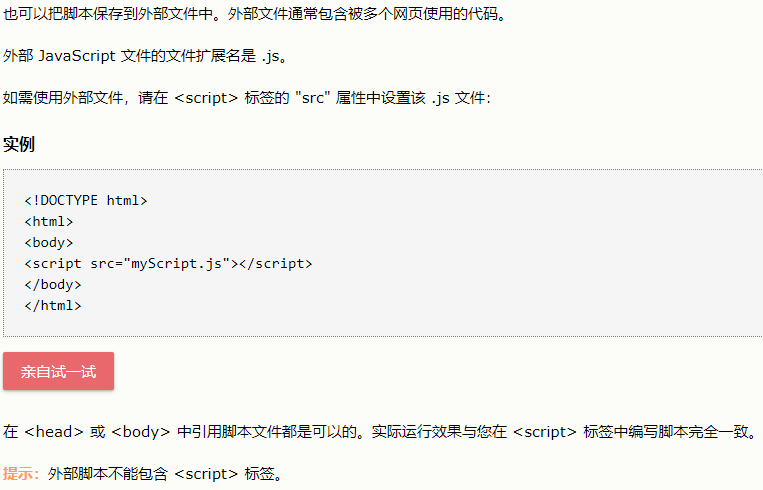 也可以把脚本保存到外部文件中。外部文件通常包含被多个网页使用的代码。
外部 JavaScript 文件的文件扩展名是 .js。
如需使用外部文件，请在 <script> 标签的 "src" 属性中设置该 .js 文件：
实例
<!DOCTYPE html>
<html>
<body>
<script src="myScript.js"></script>
</body>
</html>
亲自试一试
在 <head> 或 <body> 中引用脚本文件都是可以的。实际运行效果与您在 <script> 标签中编写脚本完全一致。
提示：外部脚本不能包含 <script> 标签。